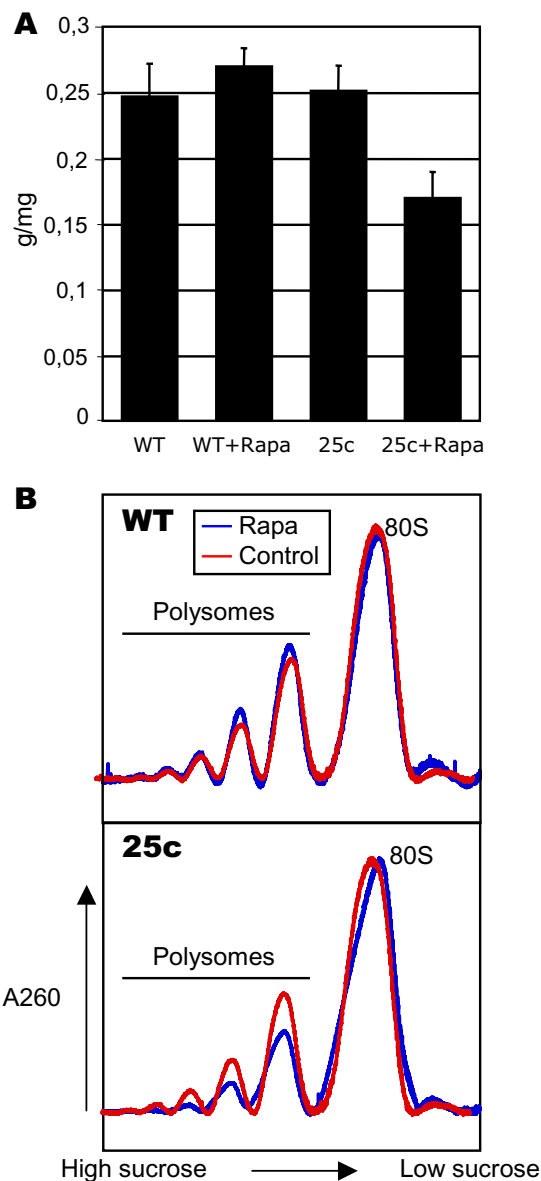 A
0,3
0,25
0,2
0,15
0,1
0,05
0
g/mg
WT WT+Rapa 25c 25c+Rapa
B
WT
Rapa
Control
80S
Polysomes
25c
80S
Polysomes
A260
High sucrose Low sucrose